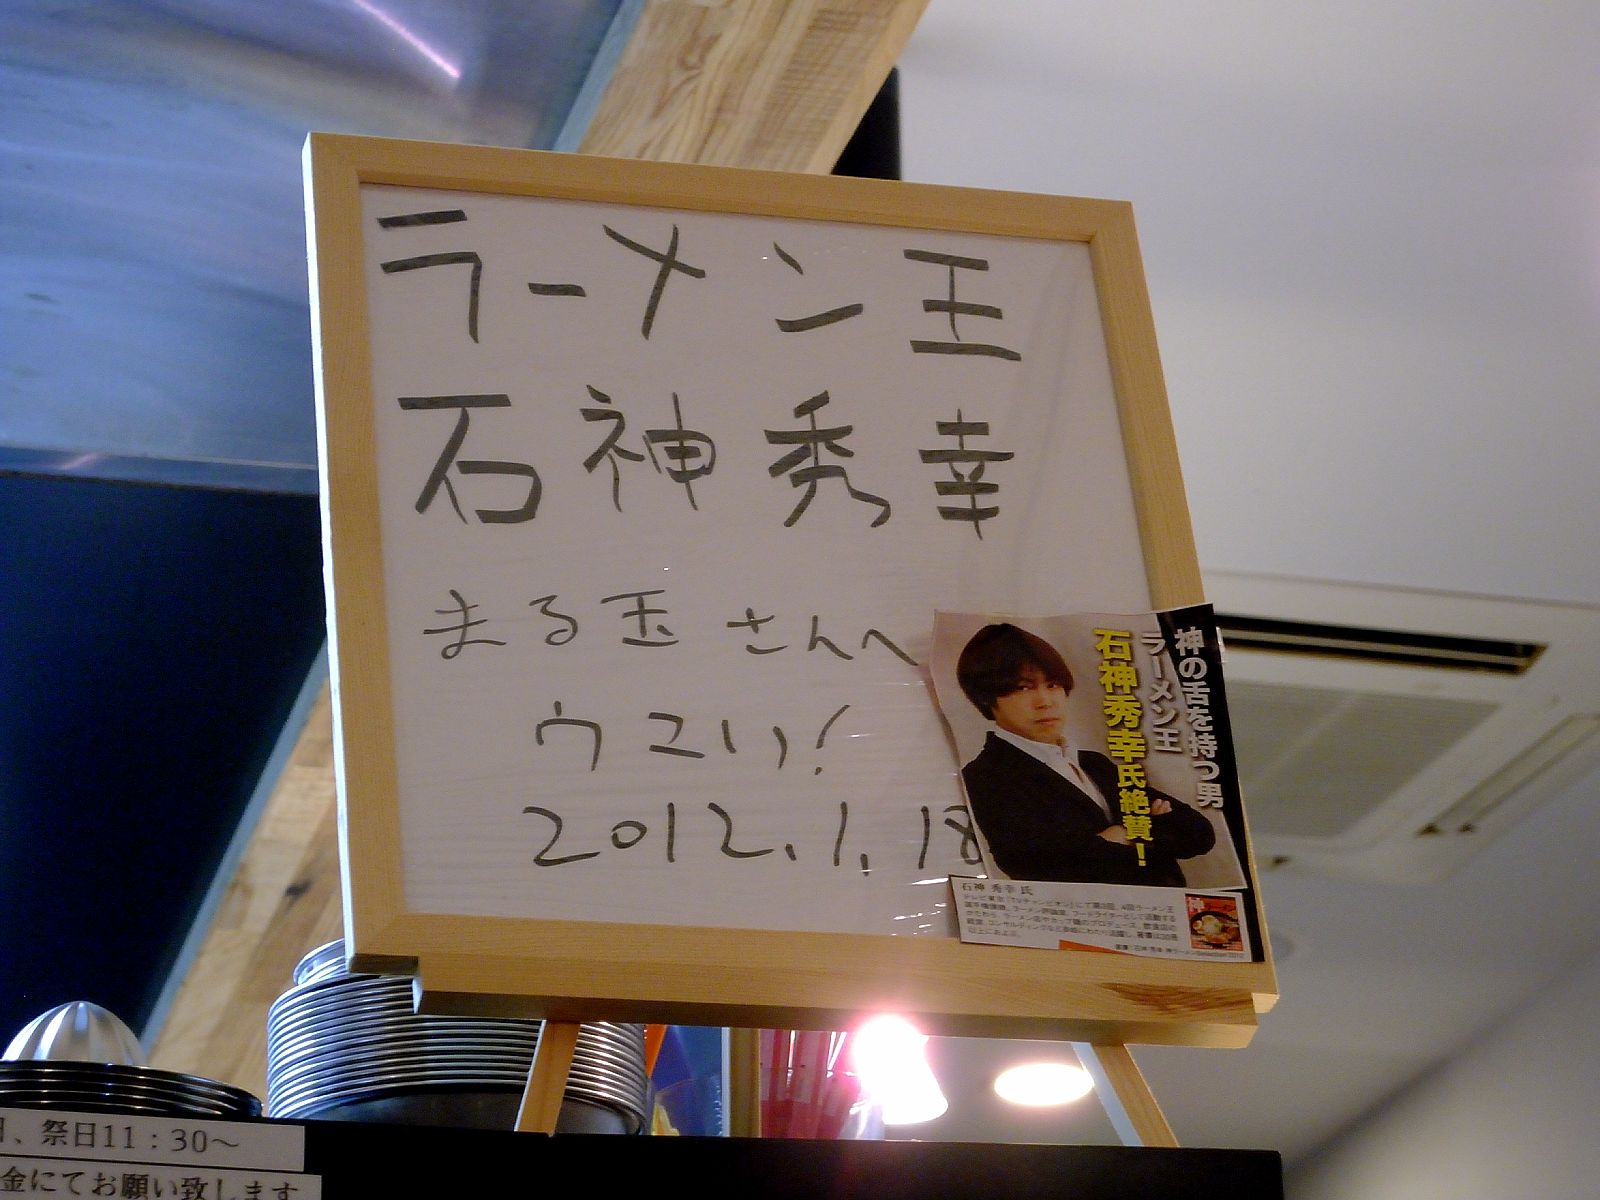 ラーメン王
石神秀幸
まる玉さんへ
ウマい!
2012.1.18
神の舌を持つ男
ラーメン王
石神秀幸氏絶賛!
石神 秀幸 氏
、祭日11:30~
金にてお願い致します